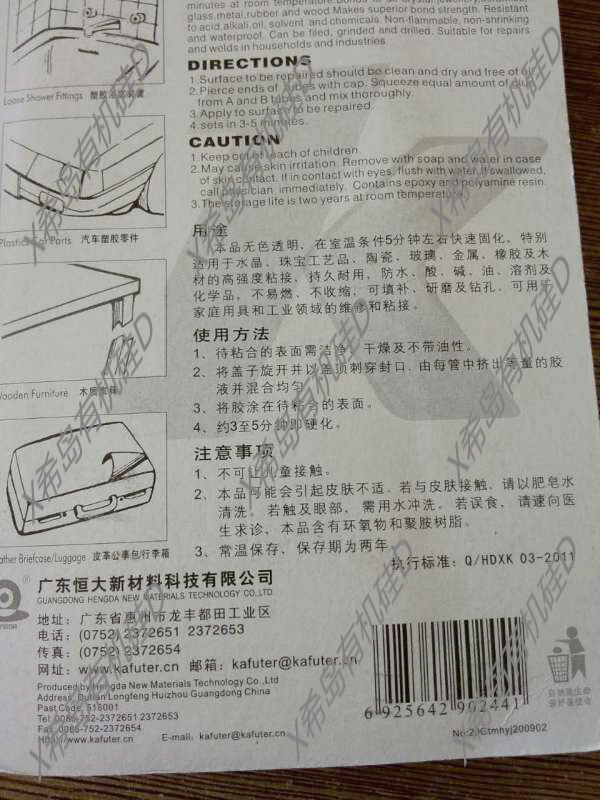 minutes at room temperature
glass,metal,rubber and wood.Makes superior bond strength. Resistant
to acid,alkali,oil, solvent and chemicals. Non-flammable, non-shrinking
and waterproof. Can be filed, grinded and drilled. Suitable for repairs
and welds in households and industries.
DIRECTIONS
1.Surface to be repaired should be clean and dry and free of oil.
2.Pierce ends of tubes with cap. Squeeze equal amount of glue
from A and B tubes and mix thoroughly.
3.Apply to surface to be repaired.
4.sets in 3-5 minutes.
CAUTION
1.Keep out of reach of children.
2.May cause skin irritation. Remove with soap and water in case
of skin contact. If in contact with eyes, flush with water. If swallowed,
call physician immediately. Contains epoxy and polyamine resin.
3.The storage life is two years at room temperature.
Loose Shower Fittings 塑胶浴室装置
Plastic Car Parts 汽车塑胶零件
Wooden Furniture 木质家具
Leather Briefcase/Luggage 皮革公事包/行李箱
用途
本品无色透明，在室温条件5分钟左右快速固化，特别
适用于水晶、珠宝工艺品、陶瓷、玻璃、金属、橡胶及木
材的高强度粘接，持久耐用，防水、酸、碱、油、溶剂及
化学品，不易燃、不收缩，可填补、研磨及钻孔，可用于
家庭用具和工业领域的维修和粘接。
使用方法
1、待粘合的表面需洁净、干燥及不带油性。
2、将盖子旋开并以盖顶刺穿封口，由每管中挤出等量的胶
液并混合均匀。
3、将胶涂在待粘合的表面。
4、约3至5分钟即硬化。
注意事项
1、不可让儿童接触。
2、本品可能会引起皮肤不适，若与皮肤接触，请以肥皂水
清洗。若触及眼部，需用水冲洗。若误食，请速向医
生求诊，本品含有环氧物和聚胺树脂。
3、常温保存，保存期为两年。
执行标准：Q/HDXK 03-2011
广东恒大新材料科技有限公司
GUANGDONG HENGDA NEW MATERIALS TECHNOLOGY CO.,LTD
地址：广东省惠州市龙丰都田工业区
电话：(0752) 2372651 2372653
传真：(0752) 2372654
网址：www.kafuter.cn 邮箱：kafuter@kafuter.cn
Produced by:Hengda New Materials Technology Co.,Ltd
Address: Dutian Longfeng Huizhou Guangdong China
Post Code: 516001
Tel: 0086-752-2372651 2372653
Fax: 0086-752-2372654
Http:www.kafuter.cn E-mail: kafuter@kafuter.cn
6 925642 902441
No:20Ctmhyj200902
X希岛有机硅D